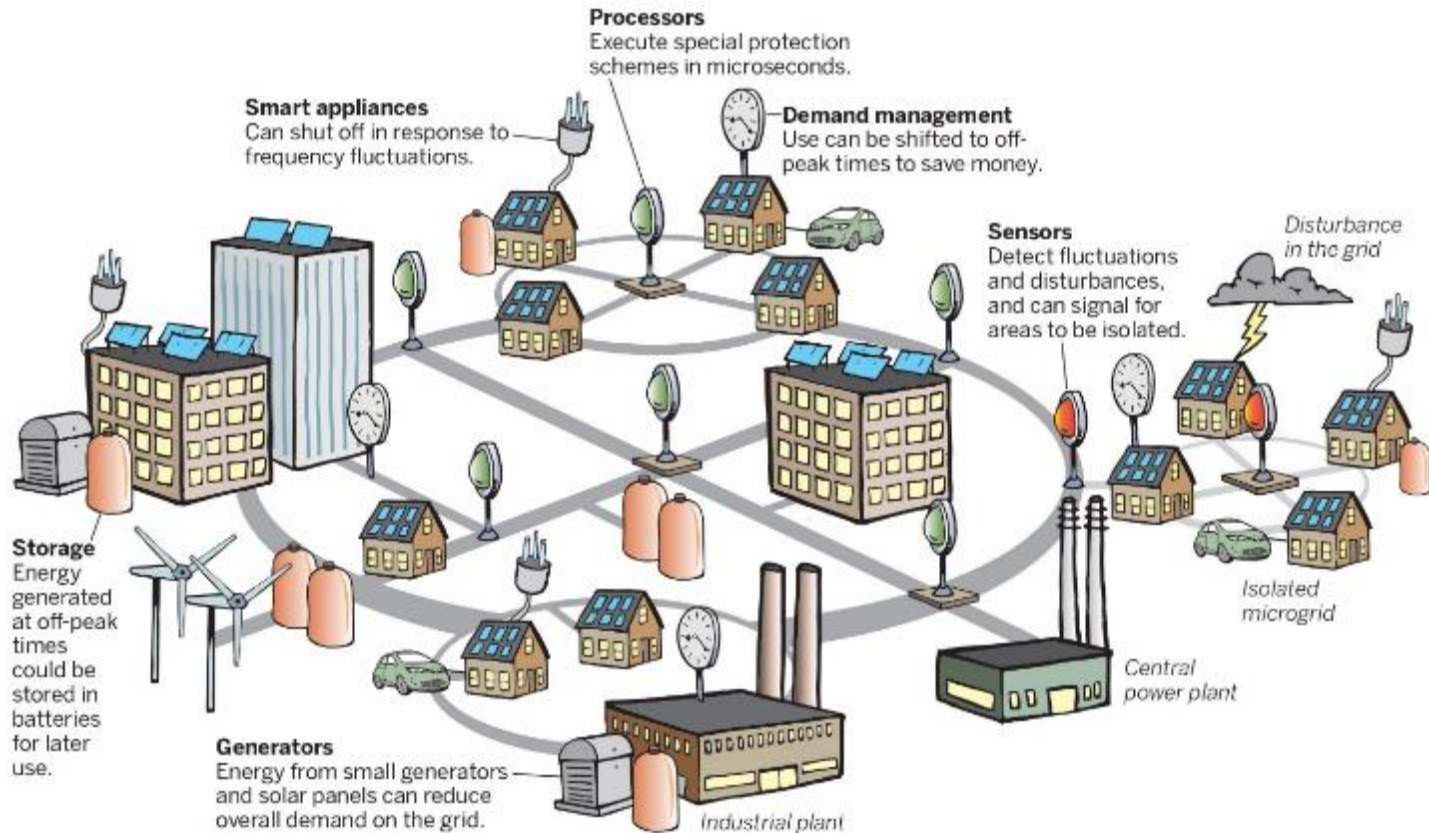 Processors
Execute special protection
schemes in microseconds.
Smart appliances
Can shut off in response to
frequency fluctuations.
Demand management
Use can be shifted to off-
peak times to save money.
Sensors
Detect fluctuations
and disturbances,
and can signal for
areas to be isolated.
Disturbance
in the grid
Storage
Energy
generated
at off-peak
times
could be
stored in
batteries
for later
use.
Isolated
microgrid
Central
power plant
Generators
Energy from small generators
and solar panels can reduce
overall demand on the grid.
Industrial plant